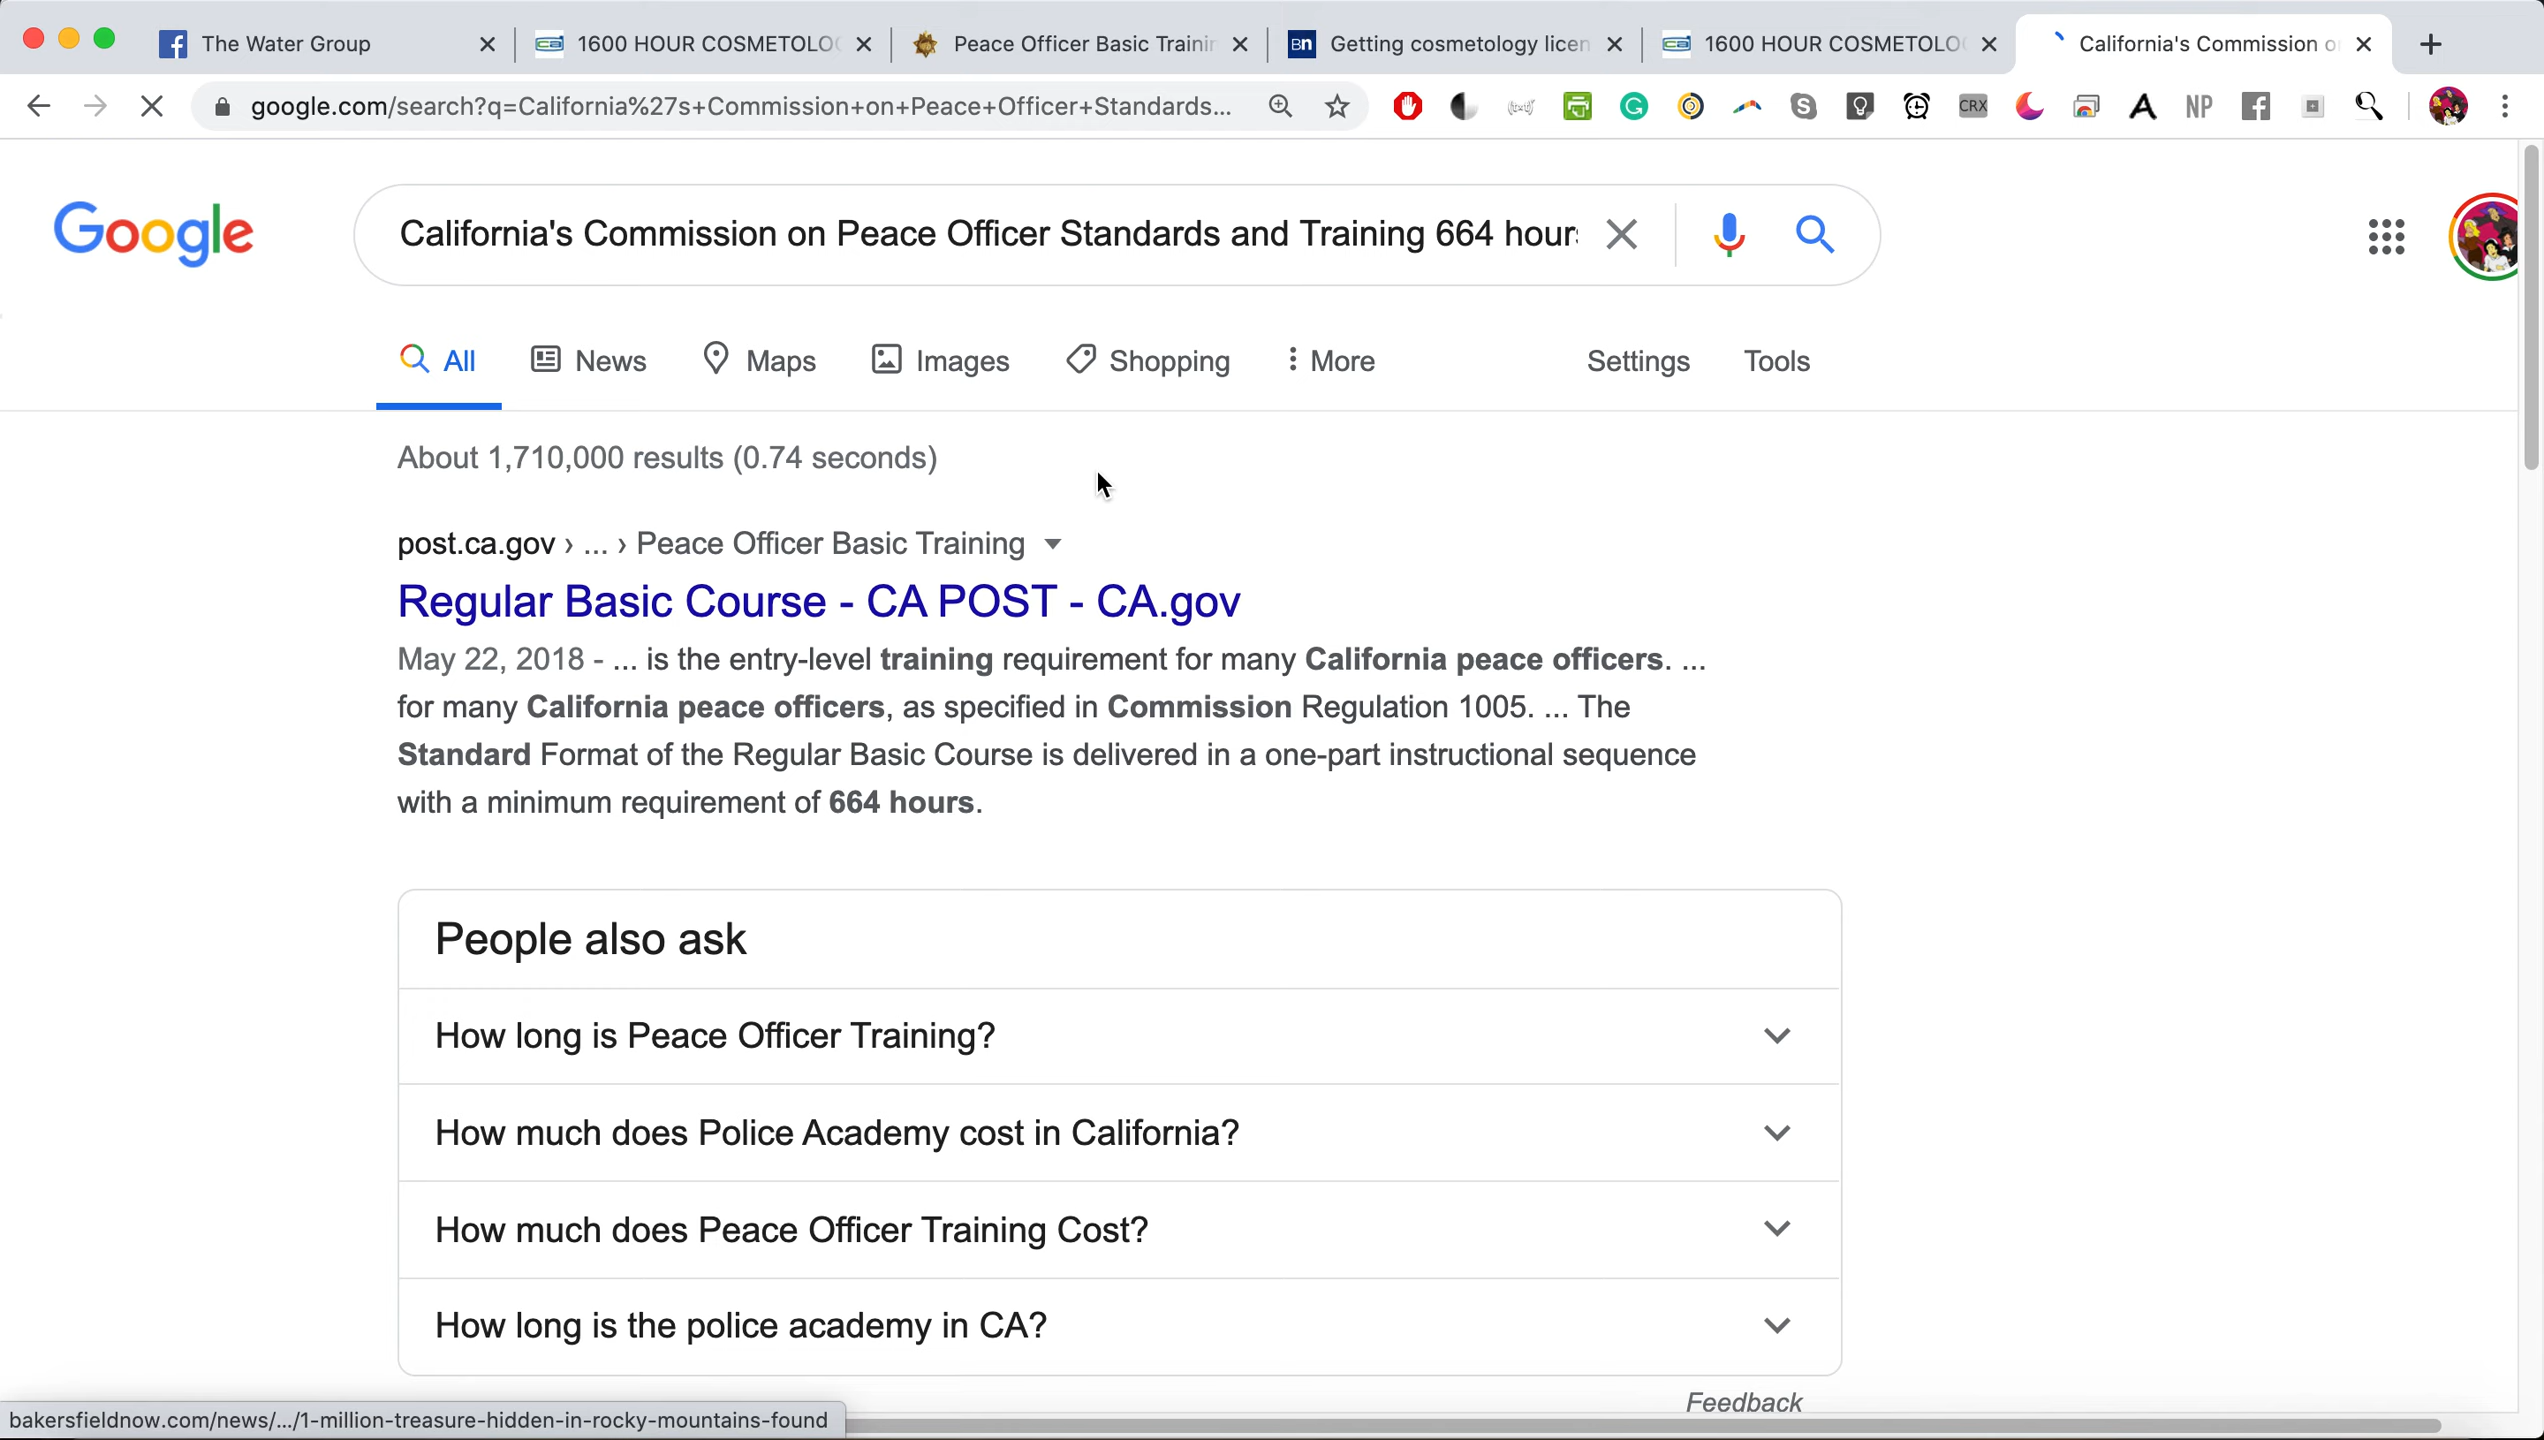 The Water Group
1600 HOUR COSMETOLO
Peace Officer Basic Trainin
Getting cosmetology licen
1600 HOUR COSMETOLO
California's Commission o
google.com/search?q=California%27s+Commission+on+Peace+Officer+Standards...
CRX
NP
Google
California's Commission on Peace Officer Standards and Training 664 hours
All
News
Maps
Images
Shopping
More
Settings
Tools
About 1,710,000 results (0.74 seconds)
post.ca.gov › ... › Peace Officer Basic Training
Regular Basic Course - CA POST - CA.gov
May 22, 2018 - ... is the entry-level training requirement for many California peace officers. ...
for many California peace officers, as specified in Commission Regulation 1005. ... The
Standard Format of the Regular Basic Course is delivered in a one-part instructional sequence
with a minimum requirement of 664 hours.
People also ask
How long is Peace Officer Training?
How much does Police Academy cost in California?
How much does Peace Officer Training Cost?
How long is the police academy in CA?
Feedback
bakersfieldnow.com/news/.../1-million-treasure-hidden-in-rocky-mountains-found